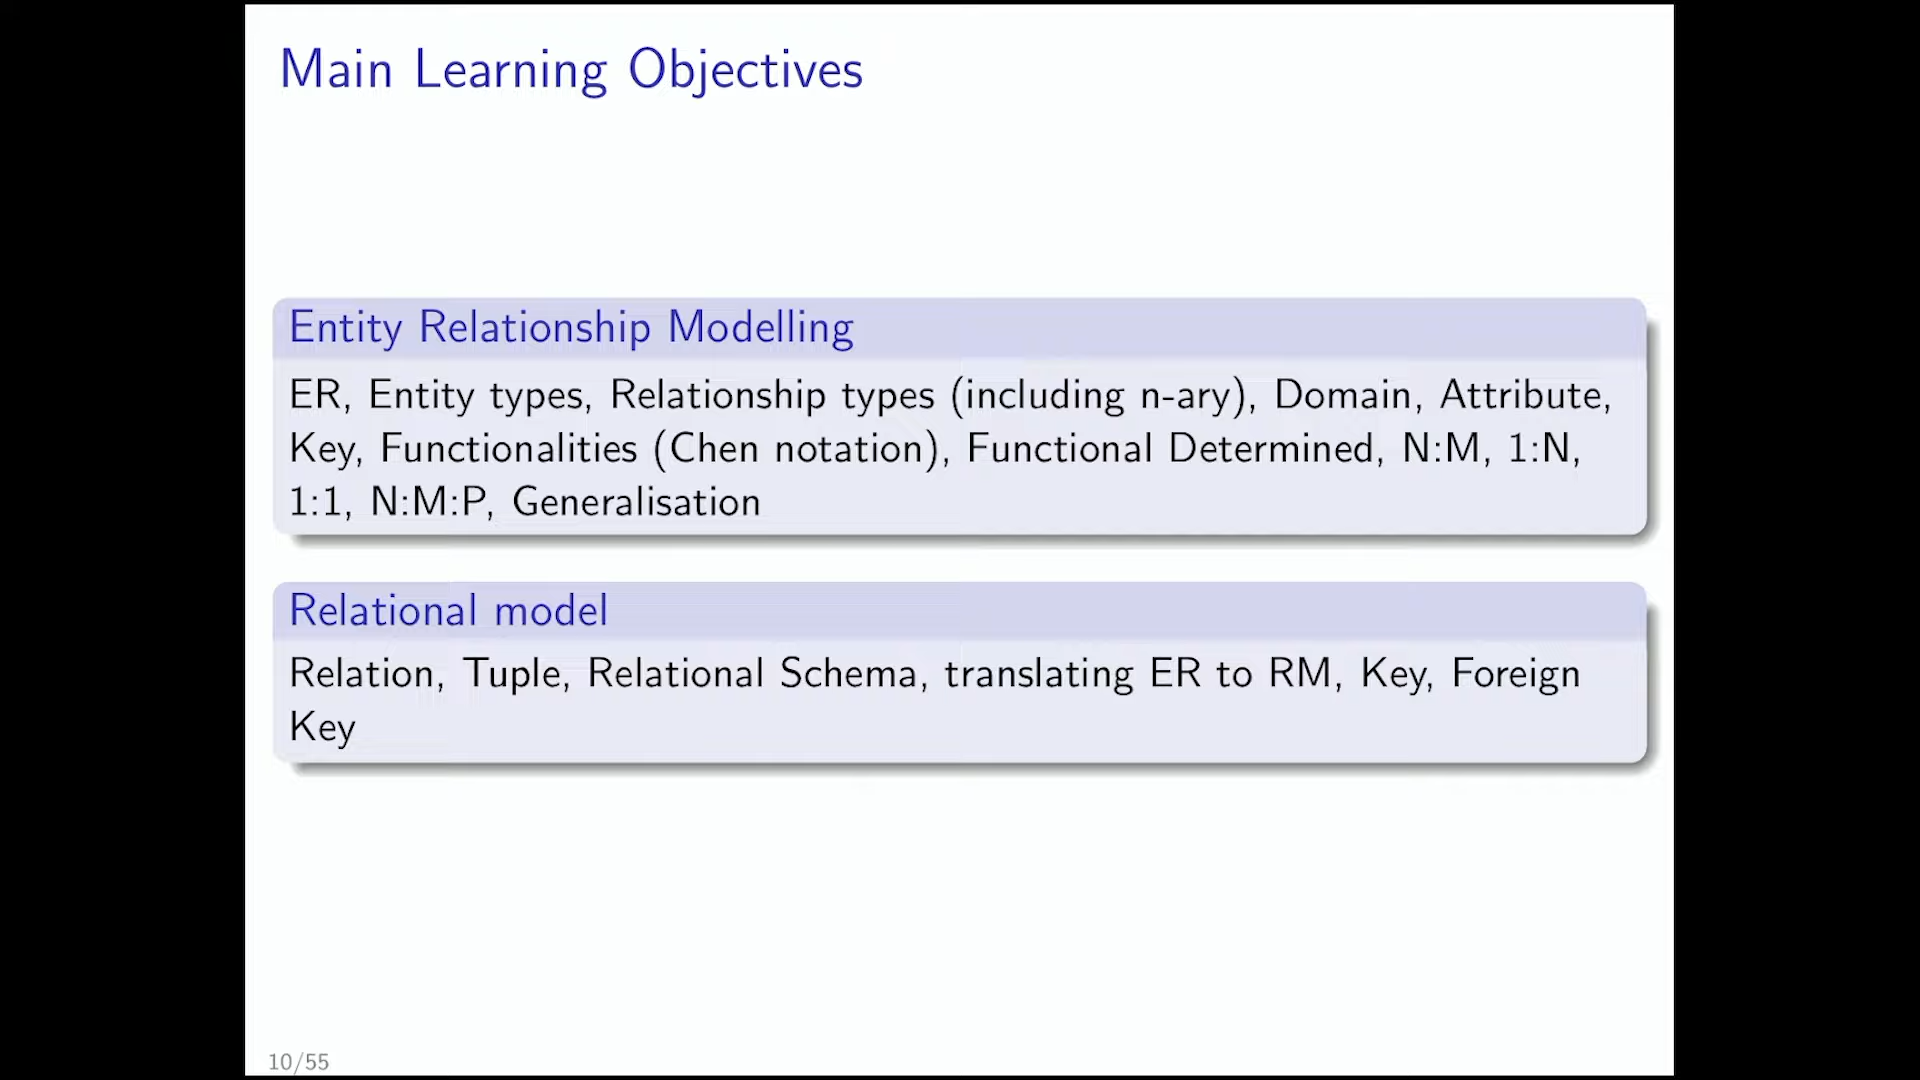 Main Learning Objectives
Entity Relationship Modelling
ER, Entity types, Relationship types (including n-ary), Domain, Attribute,
Key, Functionalities (Chen notation), Functional Determined, N:M, 1:N,
1:1, N:M:P, Generalisation
Relational model
Relation, Tuple, Relational Schema, translating ER to RM, Key, Foreign
Key
10/55